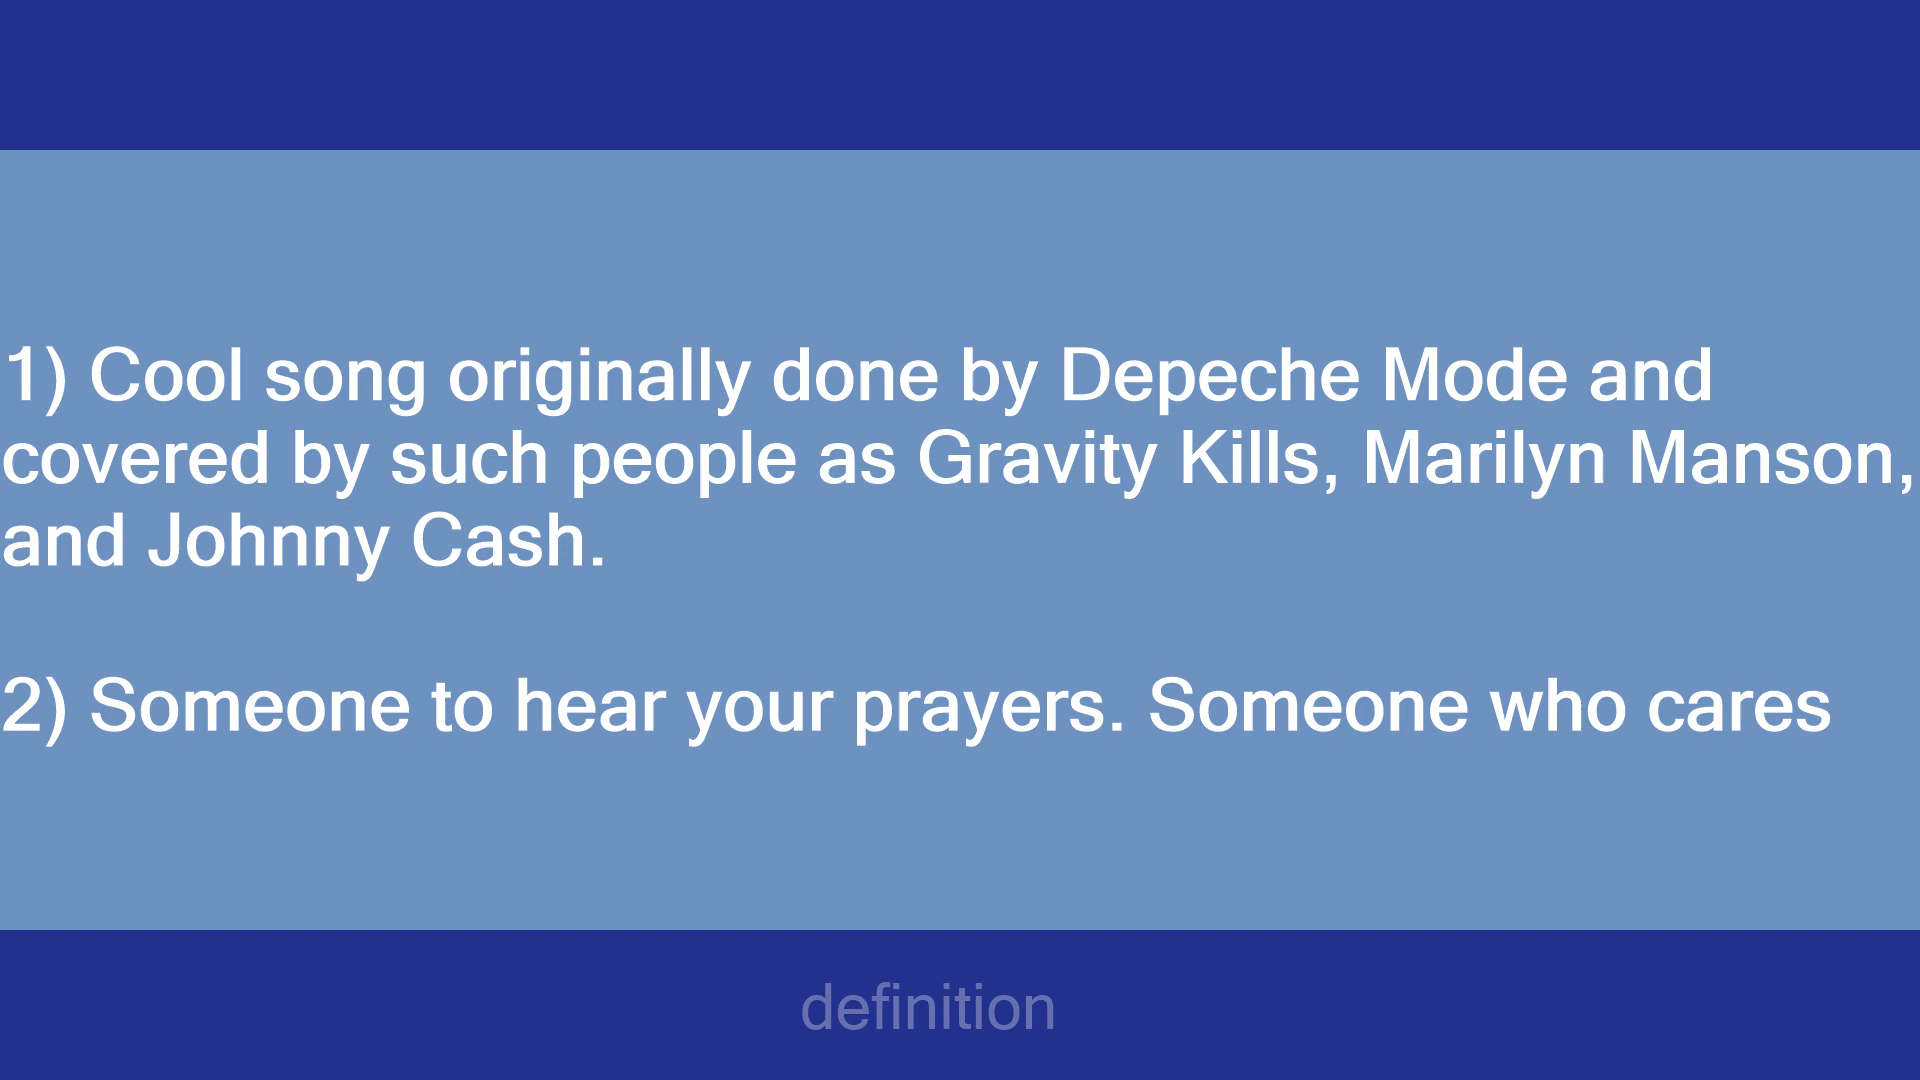 1) Cool song originally done by Depeche Mode and
covered by such people as Gravity Kills, Marilyn Manson,
and Johnny Cash.
2) Someone to hear your prayers. Someone who cares
definition